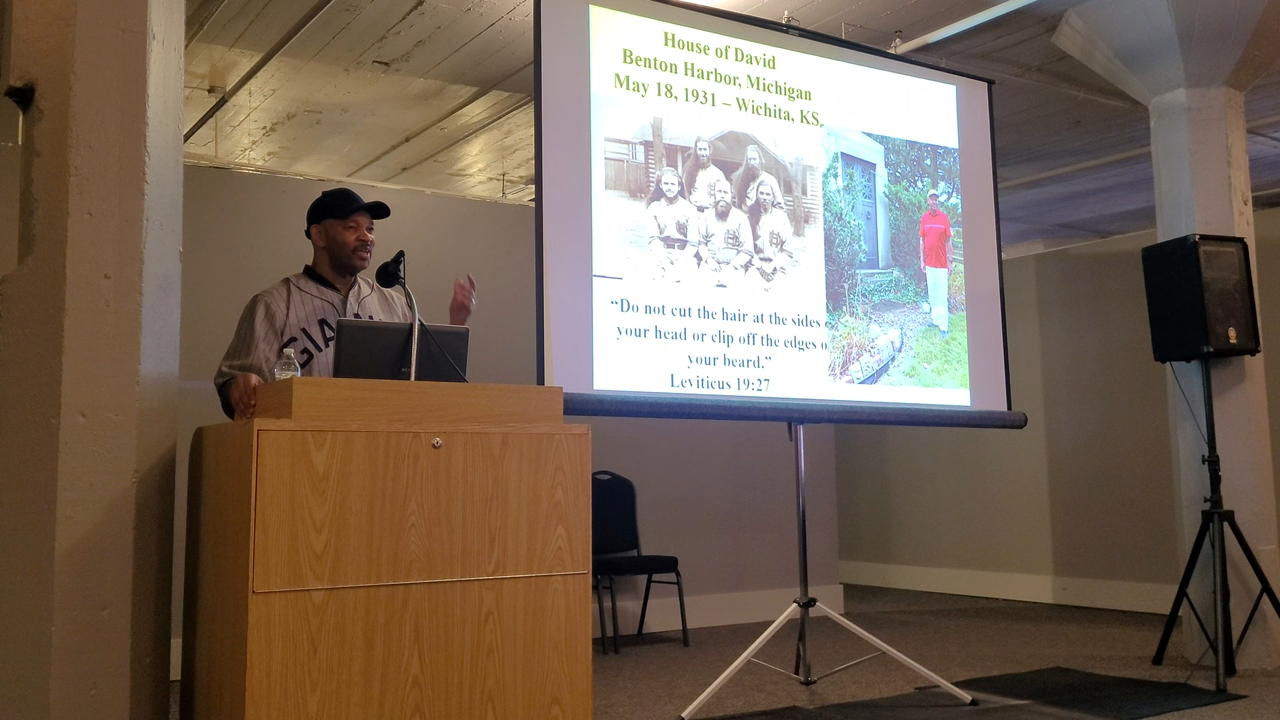 House of David
Benton Harbor, Michigan
May 18, 1931 – Wichita, KS.
“Do not cut the hair at the sides
your head or clip off the edges
your beard.”
Leviticus 19:27